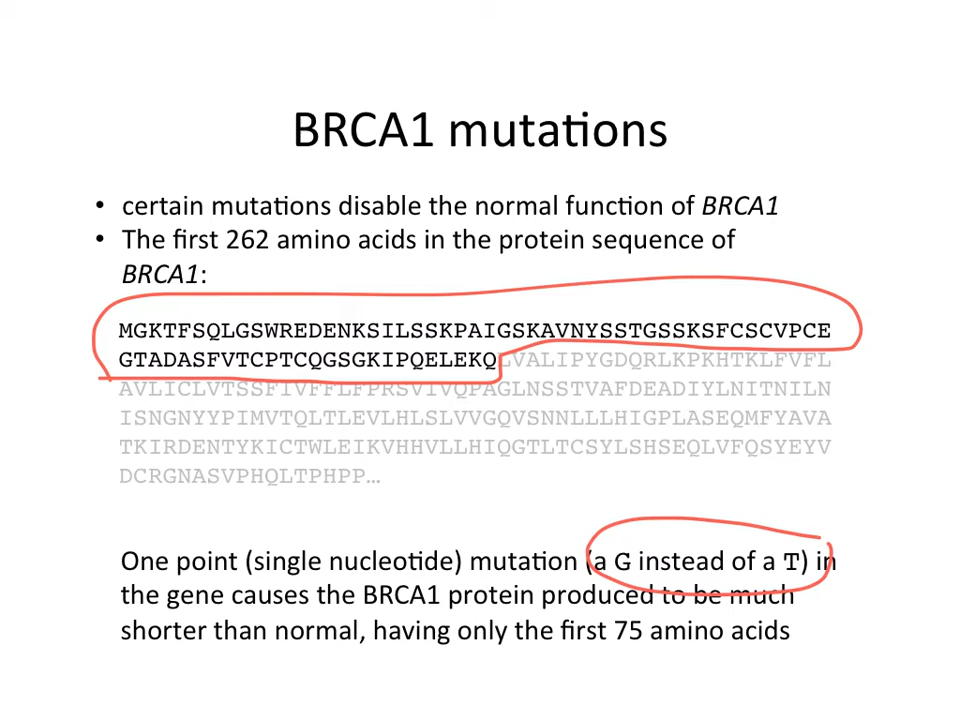 BRCA1 mutations
• certain mutations disable the normal function of BRCA1
• The first 262 amino acids in the protein sequence of
BRCA1:
MGKTFSQLGSWREDENKSILSSKPAIGSKAVNYSSTGSSKSFCSCVPCE
GTADASFVTCPTCQGSGKIPQELEKQLVALIPYGDQRLKPKHTKLFVFL
AVLICLVTSSFIVFFLFPRSVIVQPAGLNSSTVAFDEADIYLNITNILN
ISNGNYYPIMVTQLTLEVLHLSLVVGQVSNNLLLHIGPLASEQMFYAVA
TKIRDENTYKICTWLEIKVHHVLLHIQGTLTCSYLSHSEQLVFQSYEYV
DCRGNASVPHQLTPHPP…
One point (single nucleotide) mutation (a G instead of a T) in
the gene causes the BRCA1 protein produced to be much
shorter than normal, having only the first 75 amino acids